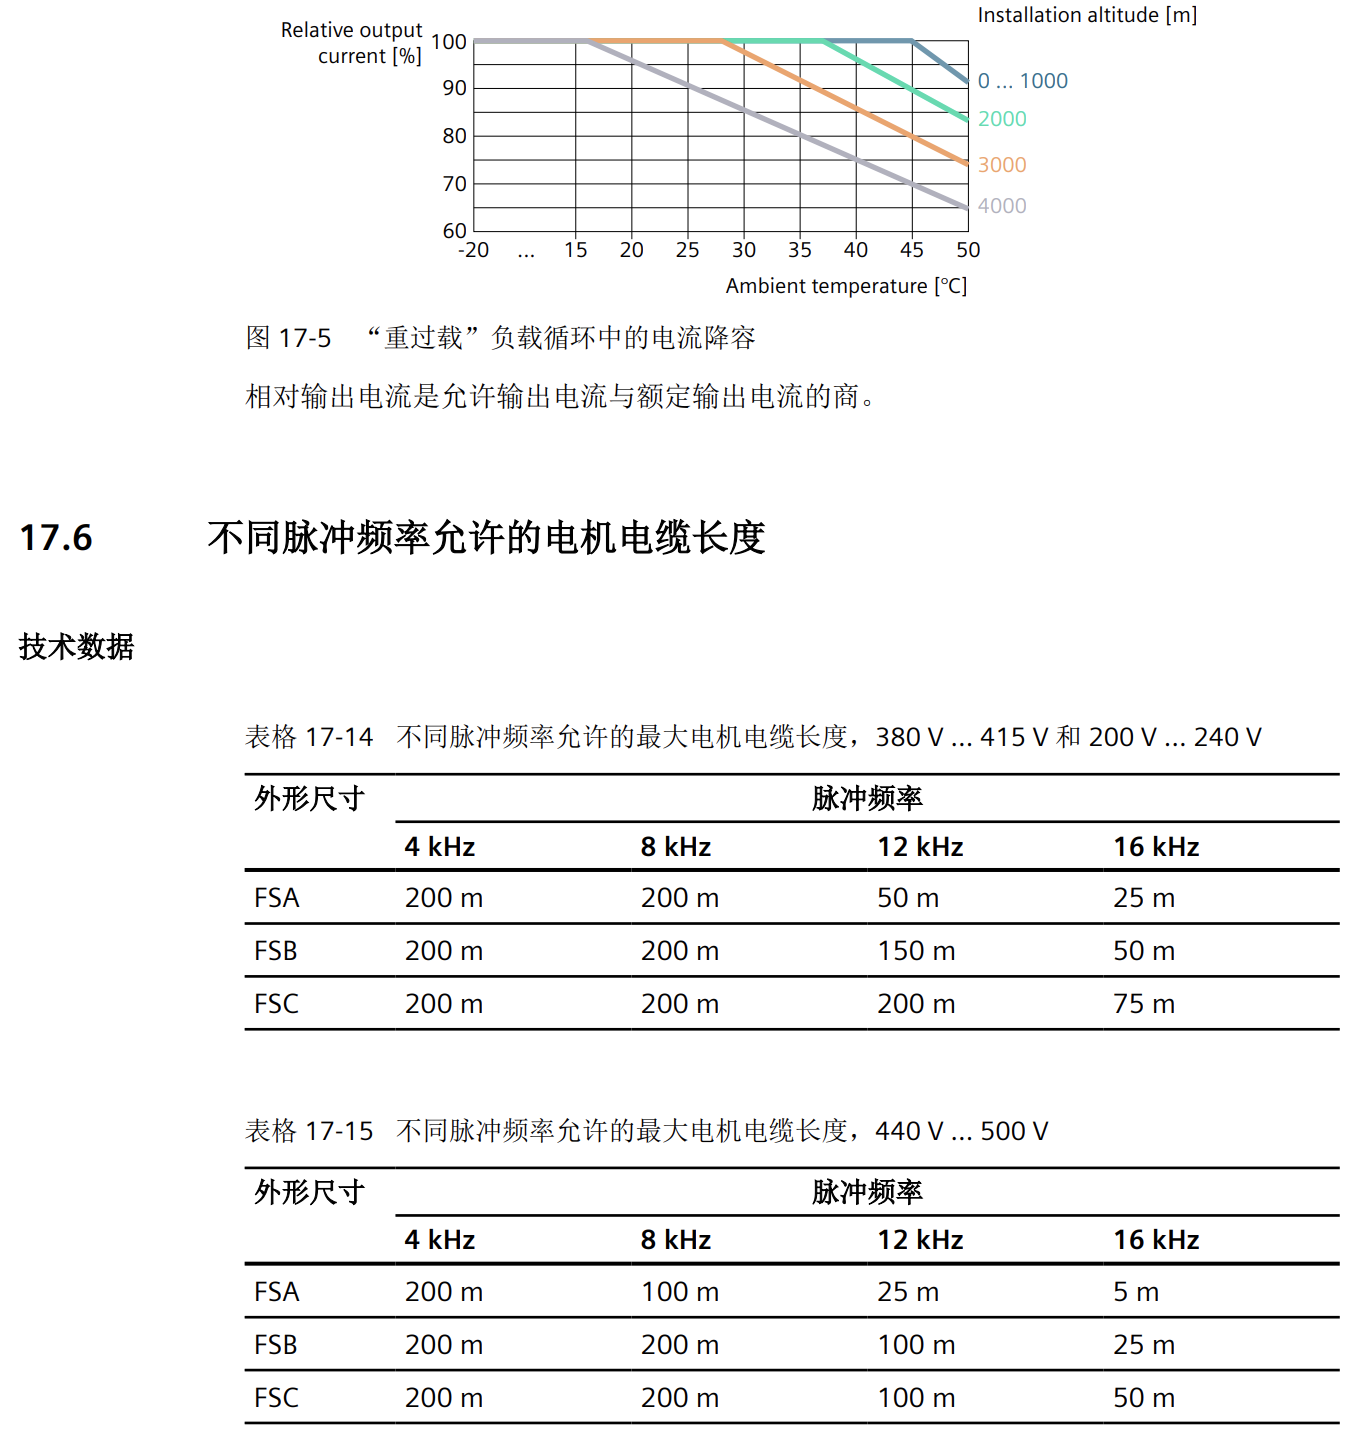 Installation altitude [m]
Relative output
current [%]
100
90
80
70
60
0 ... 1000
2000
3000
4000
-20 ... 15 20 25 30 35 40 45 50
Ambient temperature [°C]
图 17-5 “重过载”负载循环中的电流降容
相对输出电流是允许输出电流与额定输出电流的商。
17.6 不同脉冲频率允许的电机电缆长度
技术数据
表格 17-14 不同脉冲频率允许的最大电机电缆长度，380 V ... 415 V 和 200 V ... 240 V
外形尺寸 脉冲频率
4 kHz 8 kHz 12 kHz 16 kHz
FSA 200 m 200 m 50 m 25 m
FSB 200 m 200 m 150 m 50 m
FSC 200 m 200 m 200 m 75 m
表格 17-15 不同脉冲频率允许的最大电机电缆长度，440 V ... 500 V
外形尺寸 脉冲频率
4 kHz 8 kHz 12 kHz 16 kHz
FSA 200 m 100 m 25 m 5 m
FSB 200 m 200 m 100 m 25 m
FSC 200 m 200 m 100 m 50 m